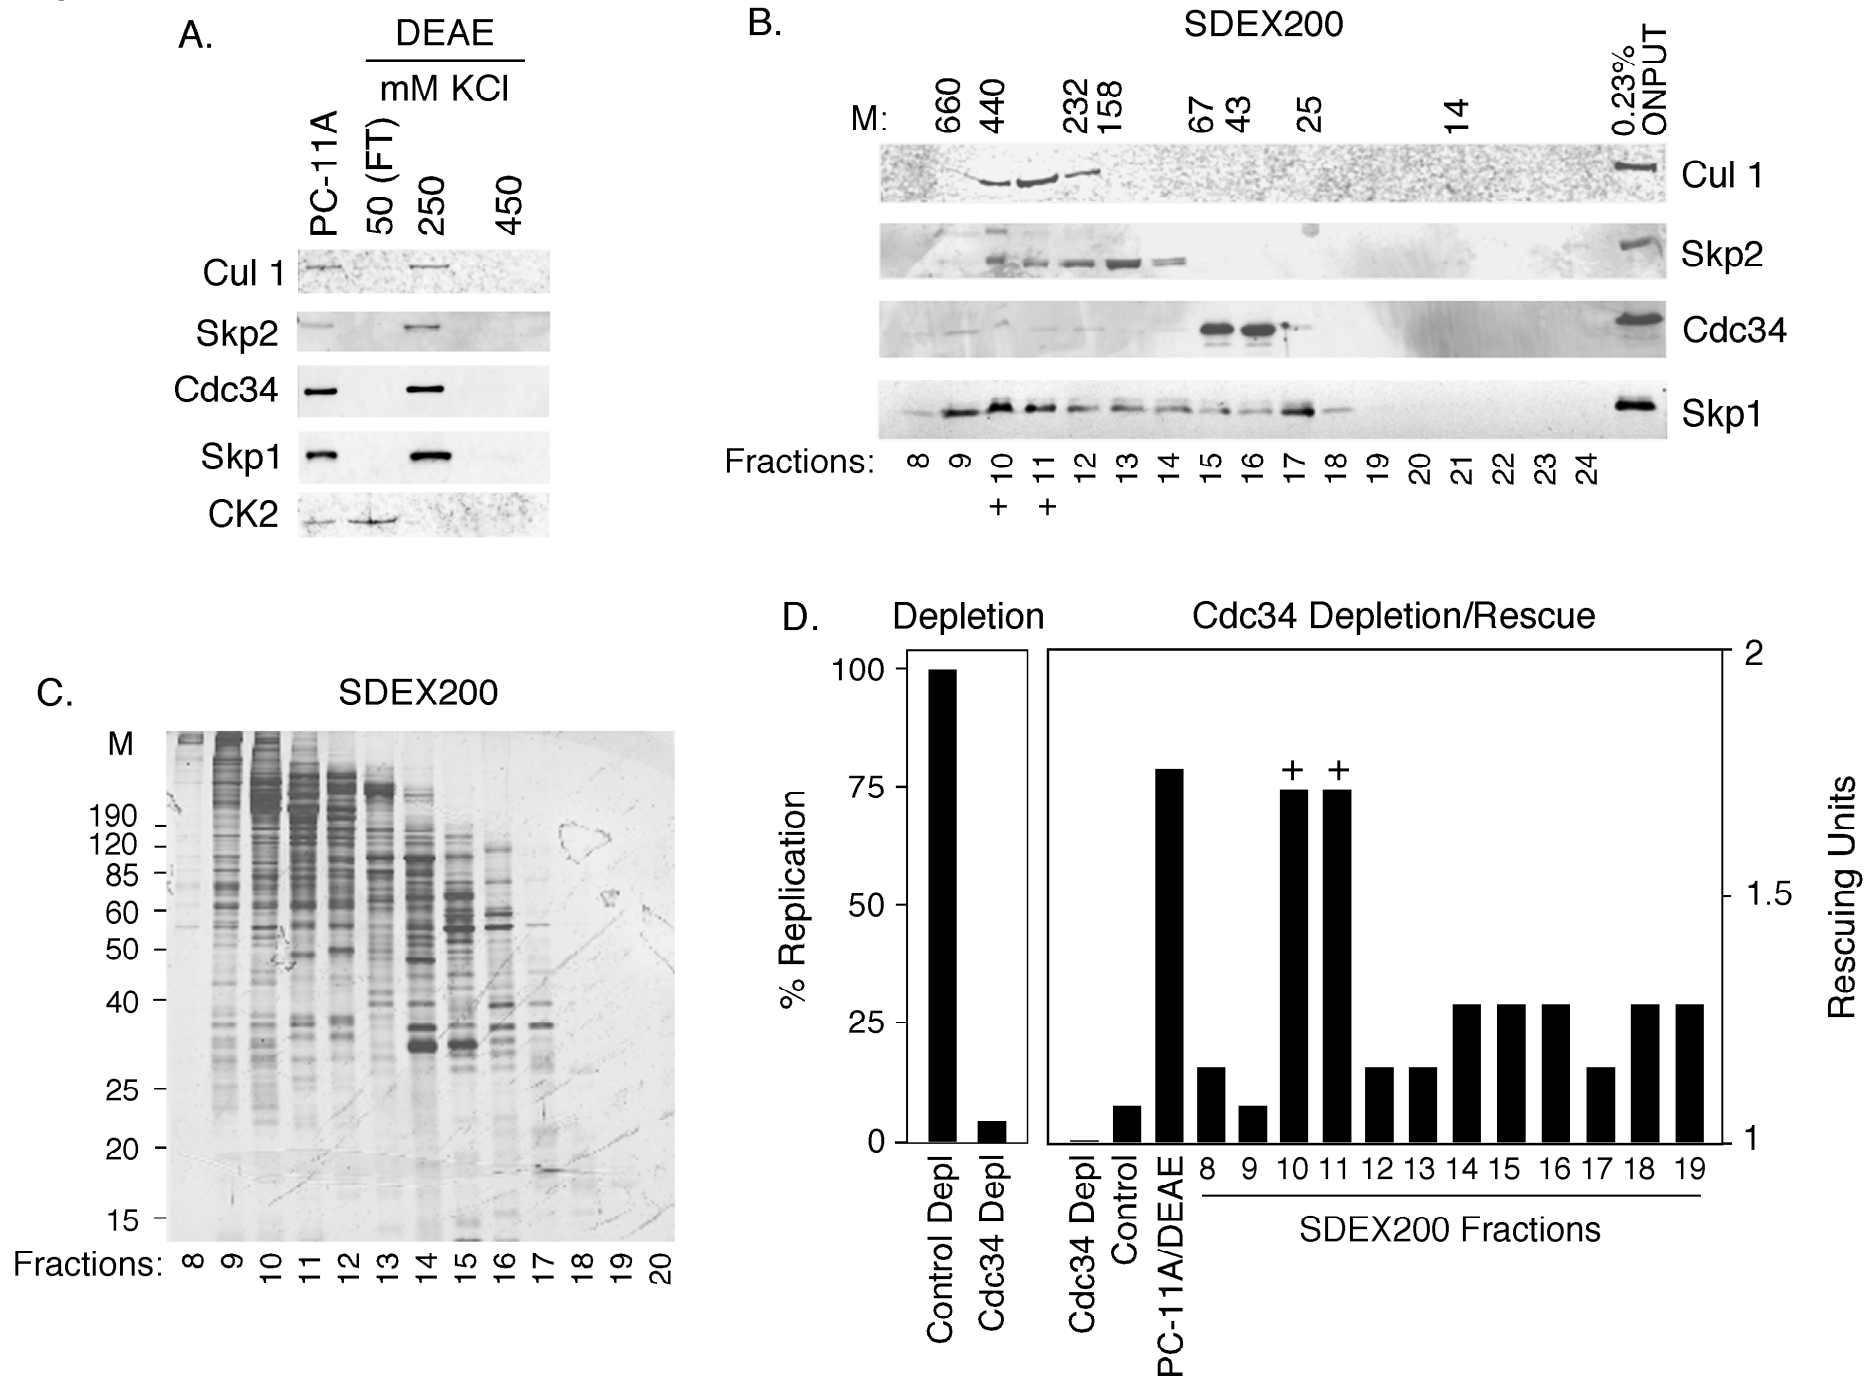 A.
DEAE
mM KCl
PC-11A
50 (FT)
250
450
Cul 1
Skp2
Cdc34
Skp1
CK2
B.
SDEX200
M: 660 440 232 158 67 43 25 14 0.23% ONPUT
Cul 1
Skp2
Cdc34
Skp1
Fractions: 8 9 10 11 12 13 14 15 16 17 18 19 20 21 22 23 24
+ +
C.
SDEX200
M
190
120
85
60
50
40
25
20
15
Fractions: 8 9 10 11 12 13 14 15 16 17 18 19 20
D.
Depletion
Cdc34 Depletion/Rescue
% Replication
100
75
50
25
0
Control Depl
Cdc34 Depl
+ +
2
1.5
1
Rescuing Units
Cdc34 Depl
Control
PC-11A/DEAE
8 9 10 11 12 13 14 15 16 17 18 19
SDEX200 Fractions